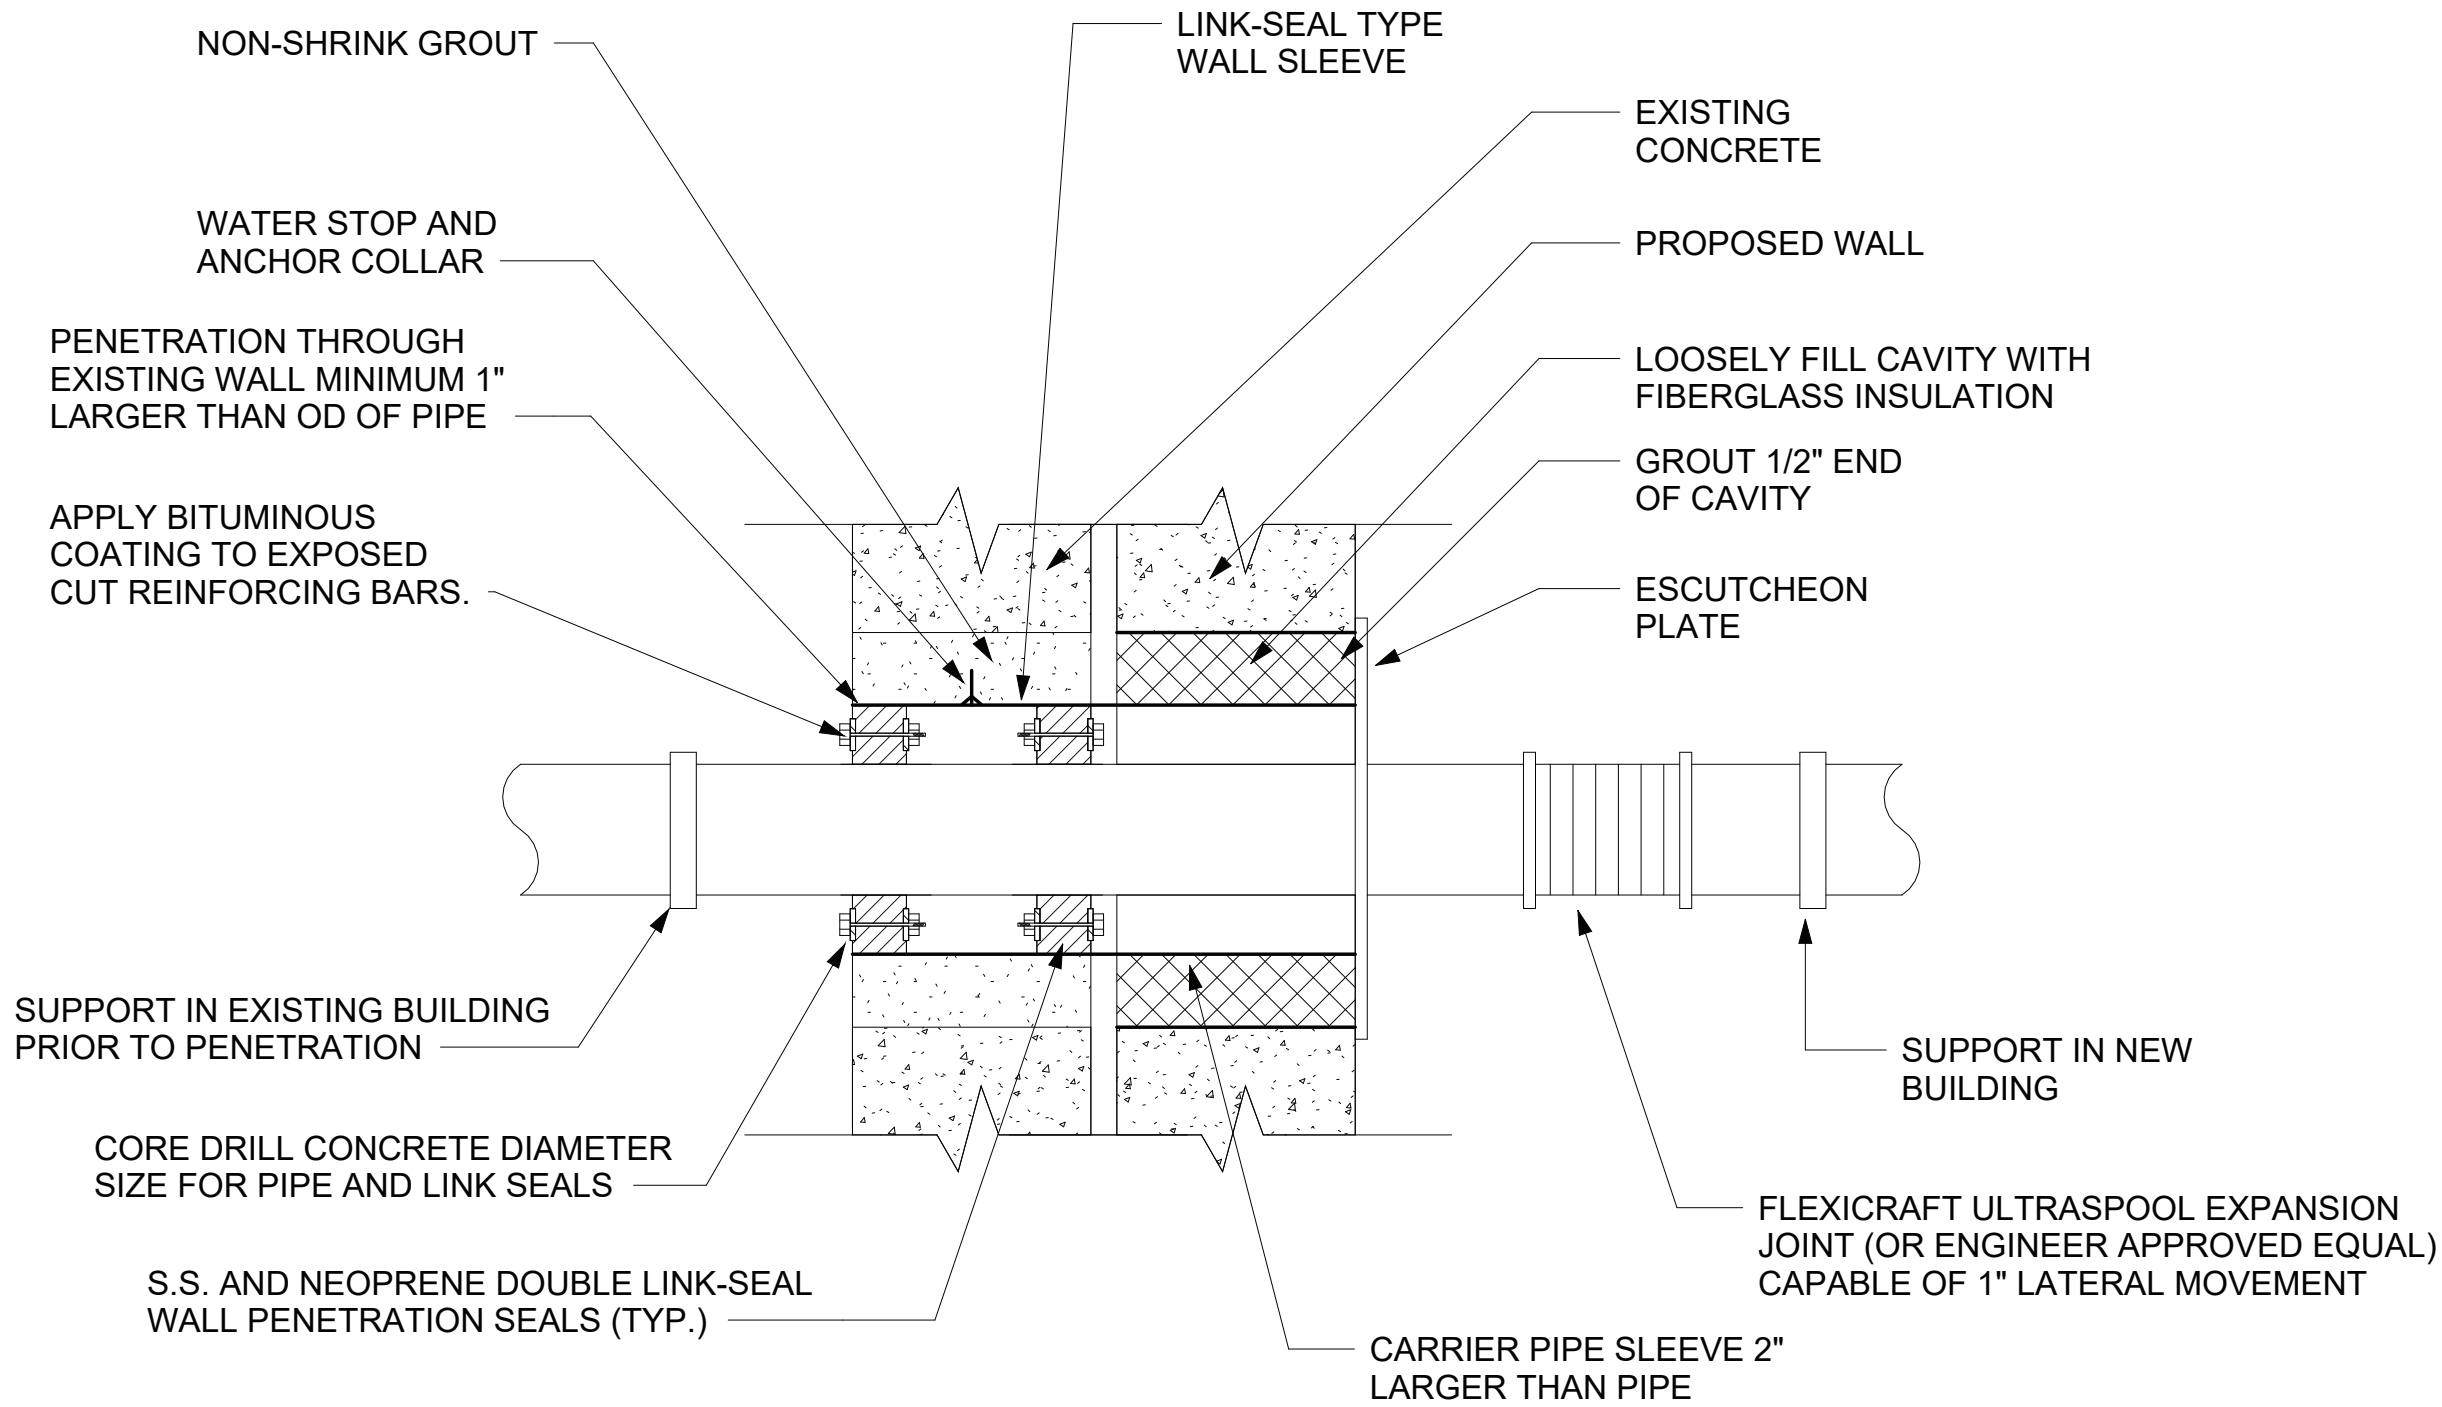 NON-SHRINK GROUT
LINK-SEAL TYPE
WALL SLEEVE
EXISTING
CONCRETE
WATER STOP AND
ANCHOR COLLAR
PROPOSED WALL
PENETRATION THROUGH
EXISTING WALL MINIMUM 1"
LARGER THAN OD OF PIPE
LOOSELY FILL CAVITY WITH
FIBERGLASS INSULATION
GROUT 1/2" END
OF CAVITY
APPLY BITUMINOUS
COATING TO EXPOSED
CUT REINFORCING BARS.
ESCUTCHEON
PLATE
SUPPORT IN EXISTING BUILDING
PRIOR TO PENETRATION
SUPPORT IN NEW
BUILDING
CORE DRILL CONCRETE DIAMETER
SIZE FOR PIPE AND LINK SEALS
FLEXICRAFT ULTRASPOOL EXPANSION
JOINT (OR ENGINEER APPROVED EQUAL)
CAPABLE OF 1" LATERAL MOVEMENT
S.S. AND NEOPRENE DOUBLE LINK-SEAL
WALL PENETRATION SEALS (TYP.)
CARRIER PIPE SLEEVE 2"
LARGER THAN PIPE